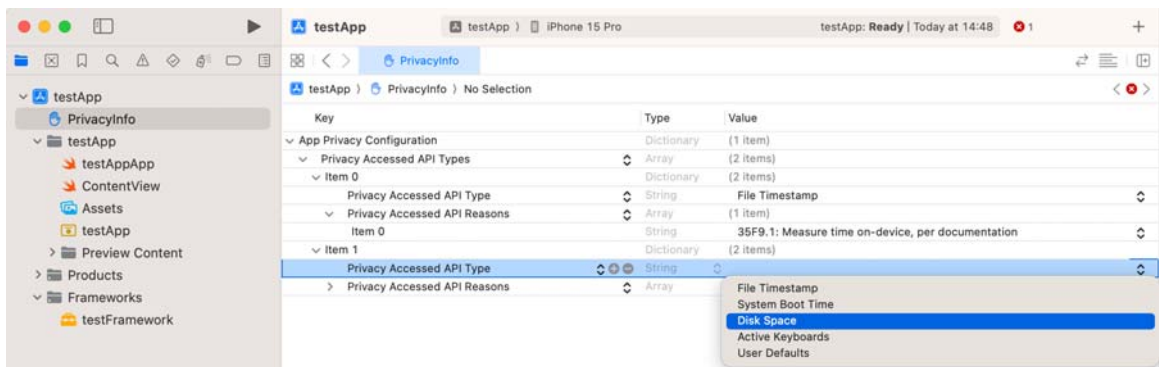 testApp
testApp
iPhone 15 Pro
testApp: Ready | Today at 14:48
1
PrivacyInfo
testApp
PrivacyInfo
No Selection
testApp
PrivacyInfo
testApp
testAppApp
ContentView
Assets
testApp
Preview Content
Products
Frameworks
testFramework
Key Type Value
App Privacy Configuration Dictionary (1 item)
Privacy Accessed API Types Array (2 items)
Item 0 Dictionary (2 items)
Privacy Accessed API Type String File Timestamp
Privacy Accessed API Reasons Array (1 item)
Item 0 String 35F9.1: Measure time on-device, per documentation
Item 1 Dictionary (2 items)
Privacy Accessed API Type String
Privacy Accessed API Reasons Array
File Timestamp
System Boot Time
Disk Space
Active Keyboards
User Defaults